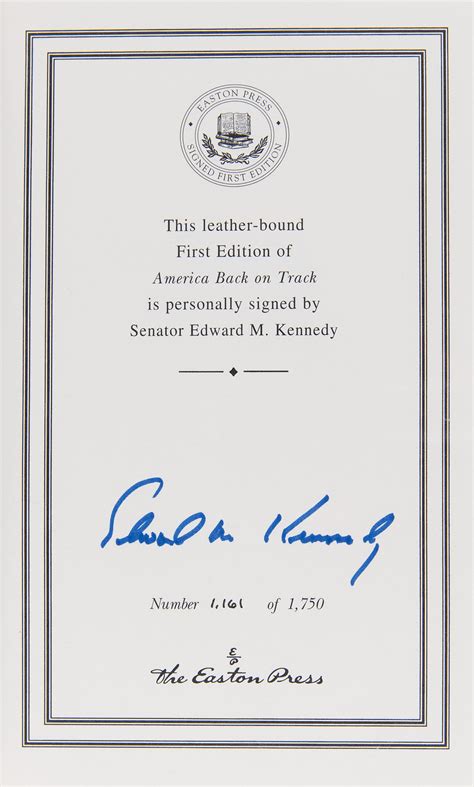 EASTON PRESS
SIGNED FIRST EDITION
This leather-bound
First Edition of
America Back on Track
is personally signed by
Senator Edward M. Kennedy
Edward M Kennedy
Number 1,161 of 1,750
E
P
The Easton Press